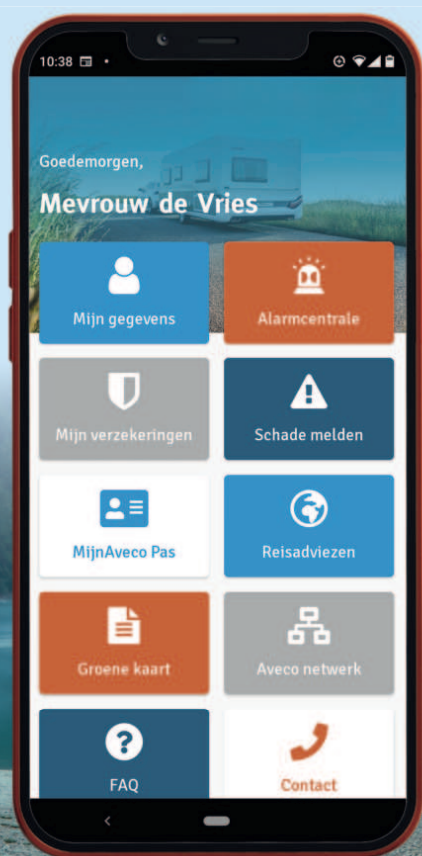 10:38
Goedemorgen,
Mevrouw de Vries
Mijn gegevens
Alarmcentrale
Mijn verzekeringen
Schade melden
MijnAveco Pas
Reisadviezen
Groene kaart
Aveco netwerk
FAQ
Contact